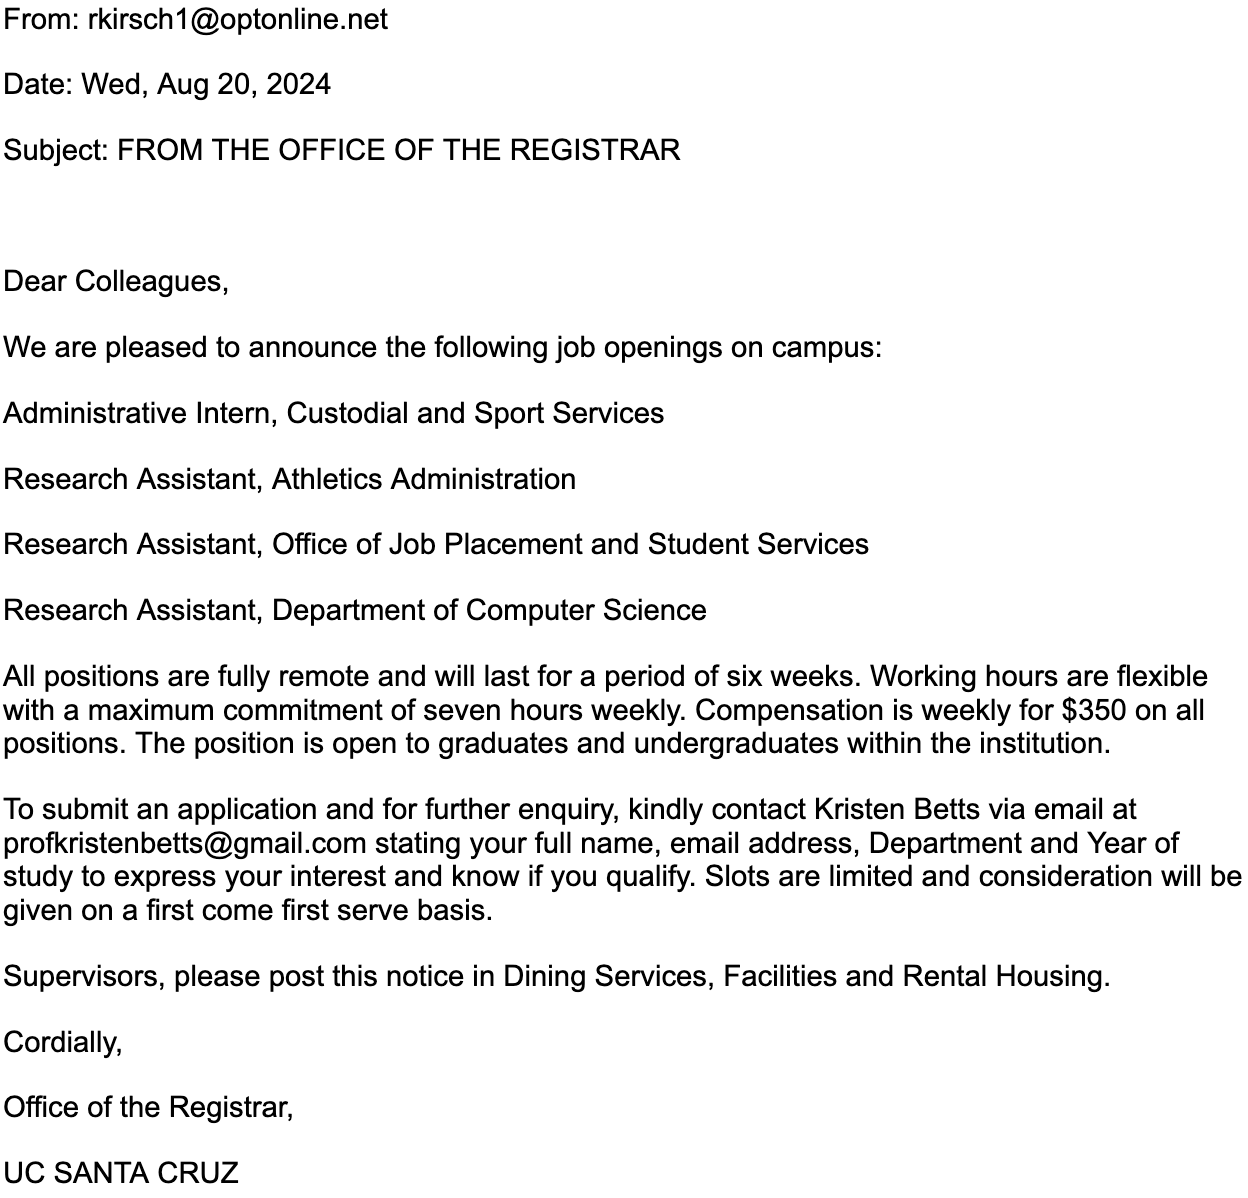 From: rkirsch1@optonline.net
Date: Wed, Aug 20, 2024
Subject: FROM THE OFFICE OF THE REGISTRAR
Dear Colleagues,
We are pleased to announce the following job openings on campus:
Administrative Intern, Custodial and Sport Services
Research Assistant, Athletics Administration
Research Assistant, Office of Job Placement and Student Services
Research Assistant, Department of Computer Science
All positions are fully remote and will last for a period of six weeks. Working hours are flexible
with a maximum commitment of seven hours weekly. Compensation is weekly for $350 on all
positions. The position is open to graduates and undergraduates within the institution.
To submit an application and for further enquiry, kindly contact Kristen Betts via email at
profkristenbetts@gmail.com stating your full name, email address, Department and Year of
study to express your interest and know if you qualify. Slots are limited and consideration will be
given on a first come first serve basis.
Supervisors, please post this notice in Dining Services, Facilities and Rental Housing.
Cordially,
Office of the Registrar,
UC SANTA CRUZ